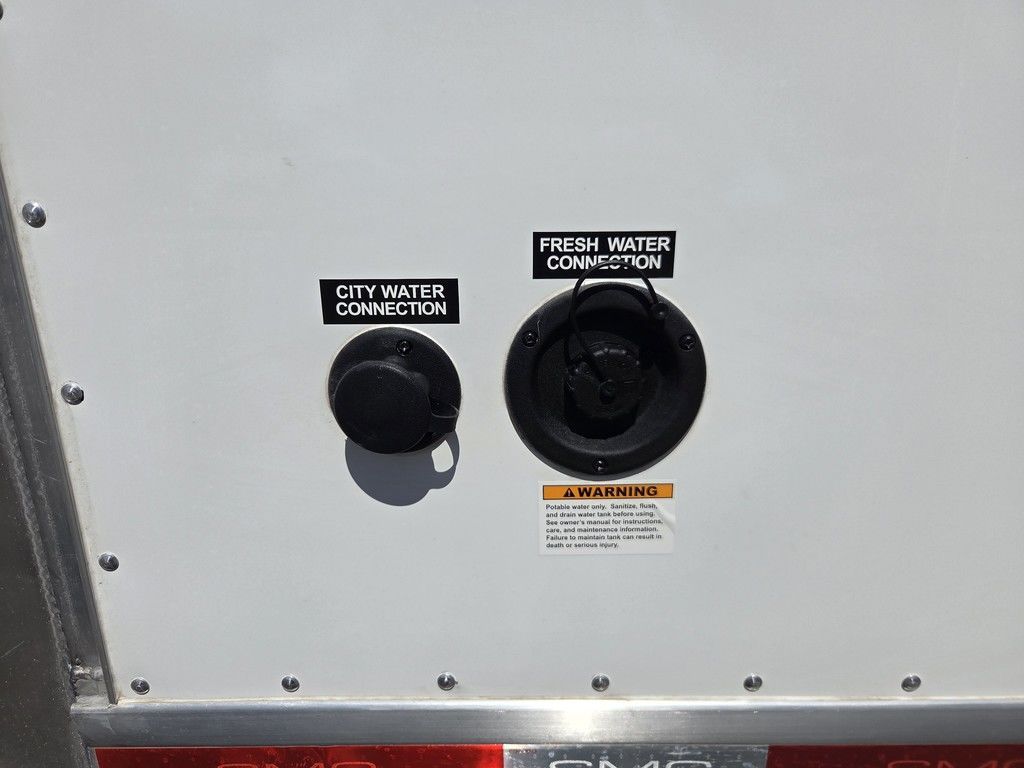 FRESH WATER
CONNECTION
CITY WATER
CONNECTION
WARNING
Potable water only. Sanitize, flush,
and drain water tank before using.
See owner's manual for instructions,
care, and maintenance information.
Failure to maintain tank can result in
death or serious injury.